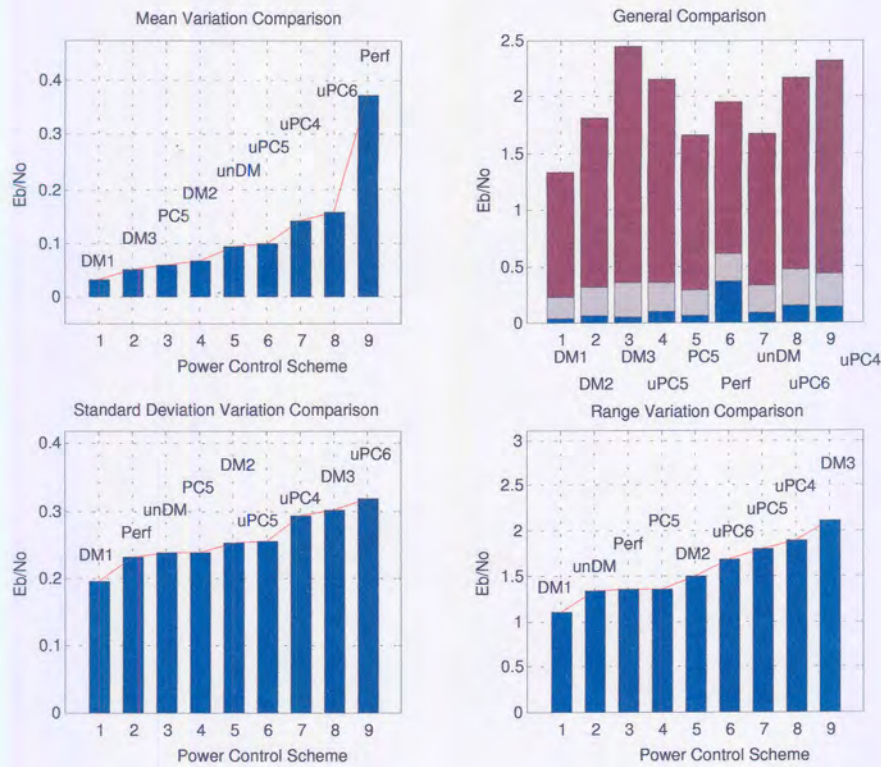 Mean Variation Comparison
Eb/No
0.4
0.3
0.2
0.1
0
DM1
DM3
PC5
DM2
unDM
uPC5
uPC4
uPC6
Perf
1 2 3 4 5 6 7 8 9
Power Control Scheme
General Comparison
Eb/No
2.5
2
1.5
1
0.5
0
1 2 3 4 5 6 7 8 9
DM1 DM3 PC5 unDM uPC4
DM2 uPC5 Perf uPC6
Standard Deviation Variation Comparison
Eb/No
0.4
0.3
0.2
0.1
0
DM1
Perf
unDM
PC5
DM2
uPC5
uPC4
DM3
uPC6
1 2 3 4 5 6 7 8 9
Power Control Scheme
Range Variation Comparison
Eb/No
3
2.5
2
1.5
1
0.5
0
DM1
unDM
Perf
PC5
DM2
uPC6
uPC5
uPC4
DM3
1 2 3 4 5 6 7 8 9
Power Control Scheme